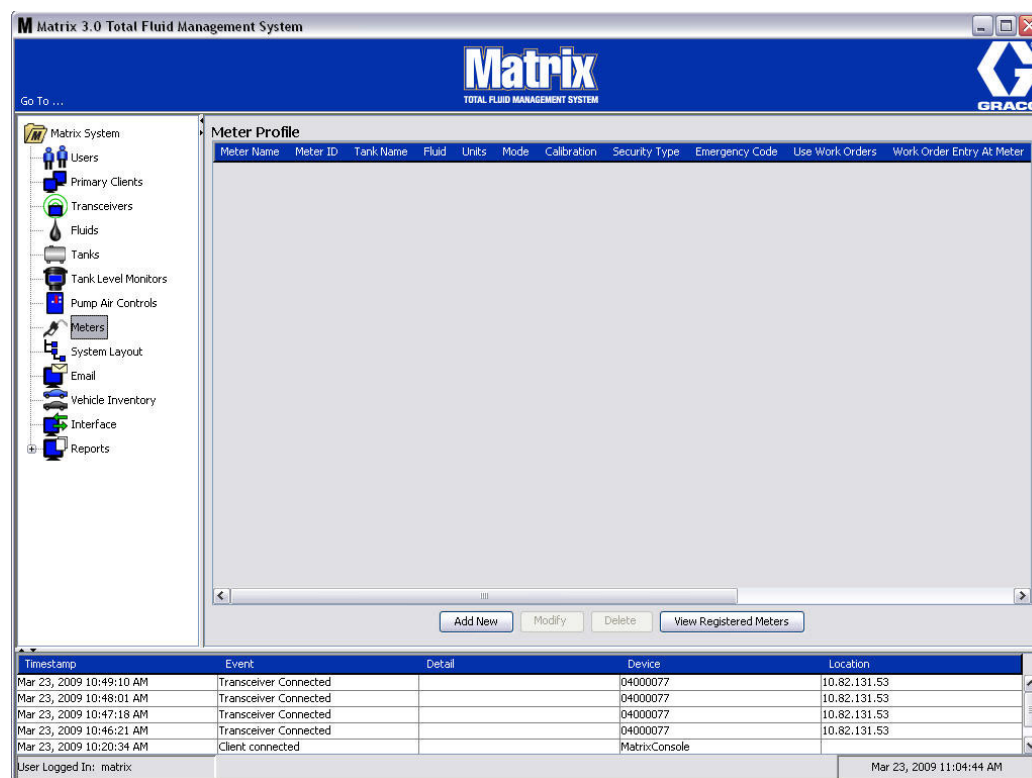 Matrix 3.0 Total Fluid Management System
Matrix
TOTAL FLUID MANAGEMENT SYSTEM
Go To ...
GRACO
Matrix System
Users
Primary Clients
Transceivers
Fluids
Tanks
Tank Level Monitors
Pump Air Controls
Meters
System Layout
Email
Vehicle Inventory
Interface
Reports
Meter Profile
Meter Name Meter ID Tank Name Fluid Units Mode Calibration Security Type Emergency Code Use Work Orders Work Order Entry At Meter
Add New Modify Delete View Registered Meters
Timestamp Event Detail Device Location
Mar 23, 2009 10:49:10 AM Transceiver Connected 04000077 10.82.131.53
Mar 23, 2009 10:48:01 AM Transceiver Connected 04000077 10.82.131.53
Mar 23, 2009 10:47:18 AM Transceiver Connected 04000077 10.82.131.53
Mar 23, 2009 10:46:21 AM Transceiver Connected 04000077 10.82.131.53
Mar 23, 2009 10:20:34 AM Client connected MatrixConsole
User Logged In: matrix Mar 23, 2009 11:04:44 AM